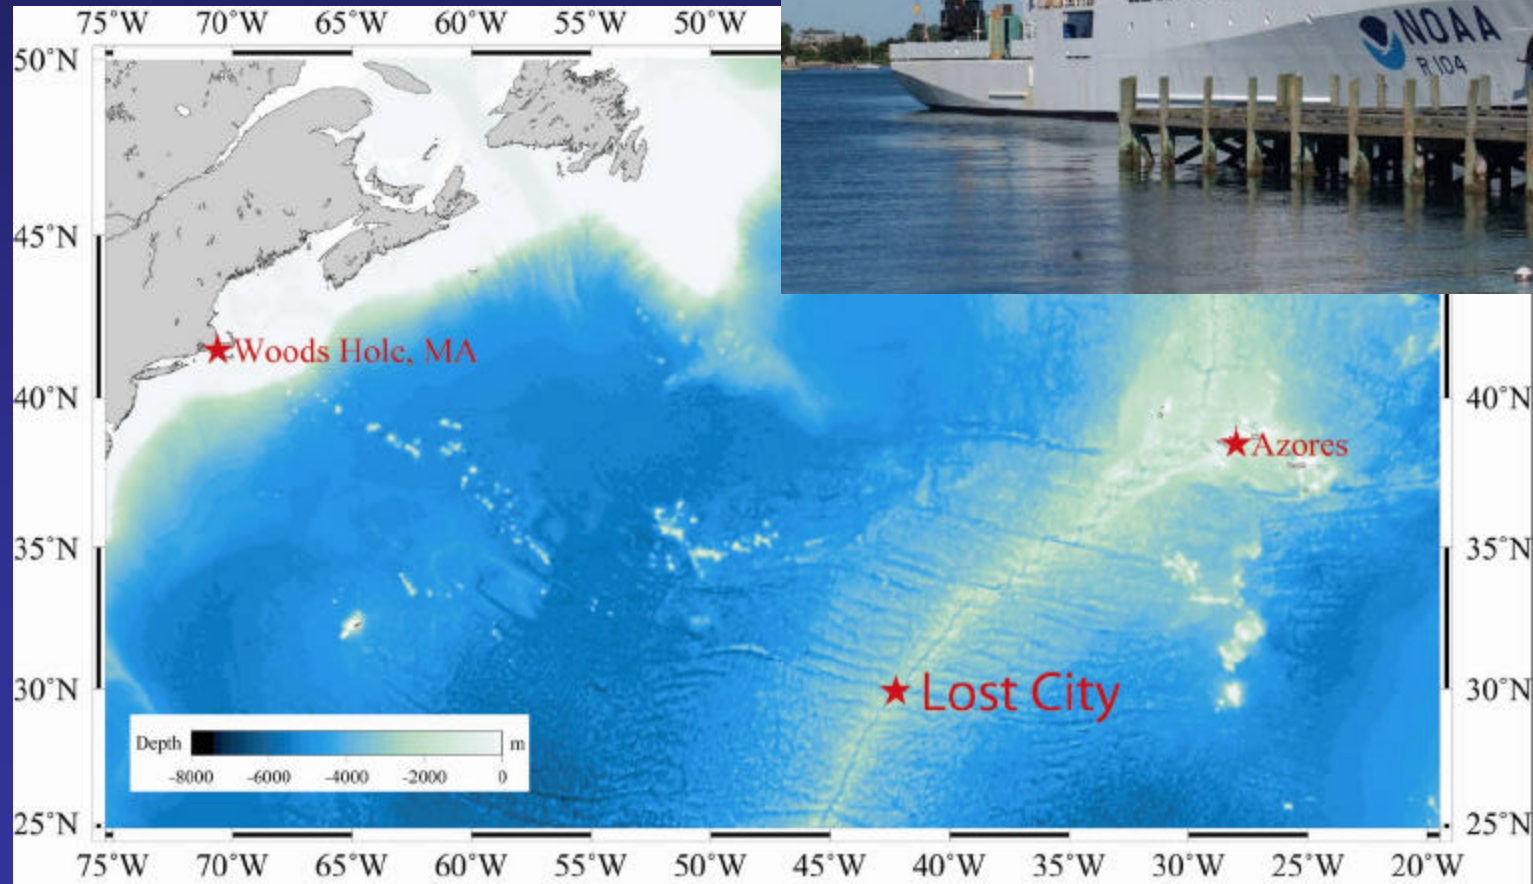 75°W 70°W 65°W 60°W 55°W 50°W
NOAA
R 104
50°N
45°N
Woods Hole, MA
40°N 40°N
Azores
35°N 35°N
Lost City
30°N 30°N
Depth m
-8000 -6000 -4000 -2000 0
25°N 25°N
75°W 70°W 65°W 60°W 55°W 50°W 45°W 40°W 35°W 30°W 25°W 20°W